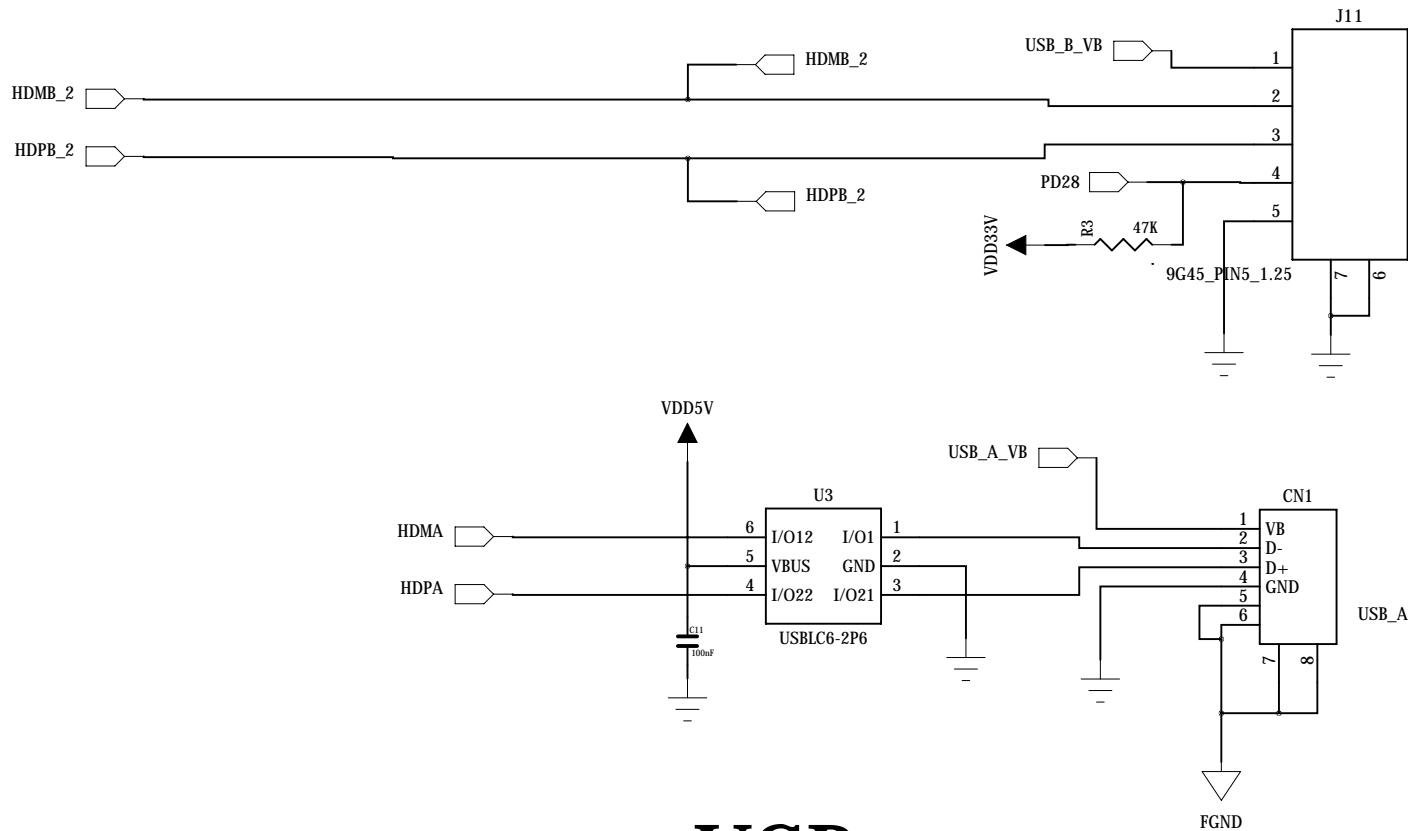 J11
USB_B_VB
HDMB_2
1
HDMB_2
2
HDPB_2
3
PD28
4
HDPB_2
5
VDD33V
R3
47K
9G45_PIN5_1.25
7
6
VDD5V
USB_A_VB
U3
CN1
HDMA
6
I/O12
I/O1
1
1
VB
5
VBUS
GND
2
2
D-
HDPA
4
I/O22
I/O21
3
3
D+
4
GND
5
6
USB_A
USBLC6-2P6
C11
100nF
7
8
FGND
USB